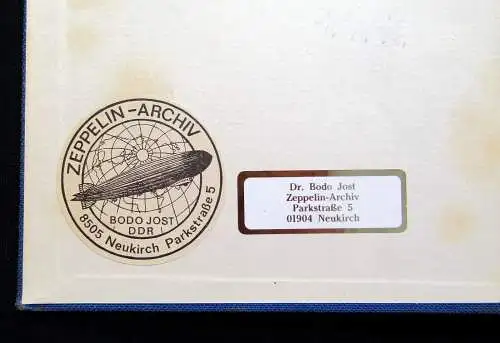 ZEPPELIN-ARCHIV
BODO JOST
DDR
8505 Neukirch Parkstraße 5
Dr. Bodo Jost
Zeppelin-Archiv
Parkstraße 5
01904 Neukirch